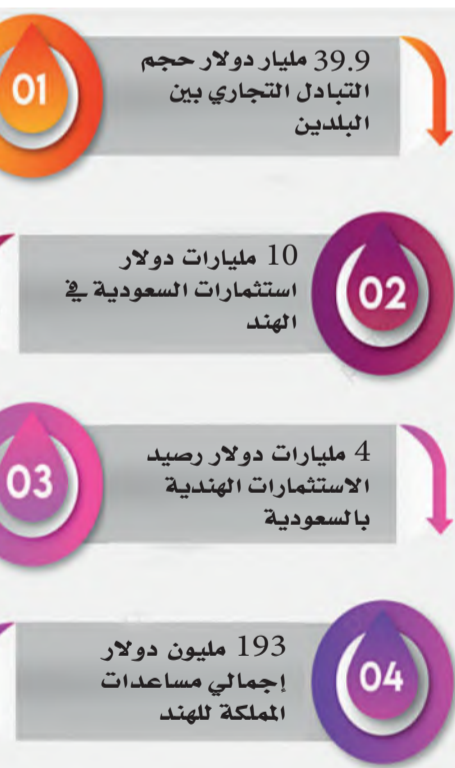 01
39.9 مليار دولار حجم
التبادل التجاري بين
البلدين
02
10 مليارات دولار
استثمارات السعودية في
الهند
03
4 مليارات دولار رصيد
الاستثمارات الهندية
بالسعودية
04
193 مليون دولار
إجمالي مساعدات
المملكة للهند